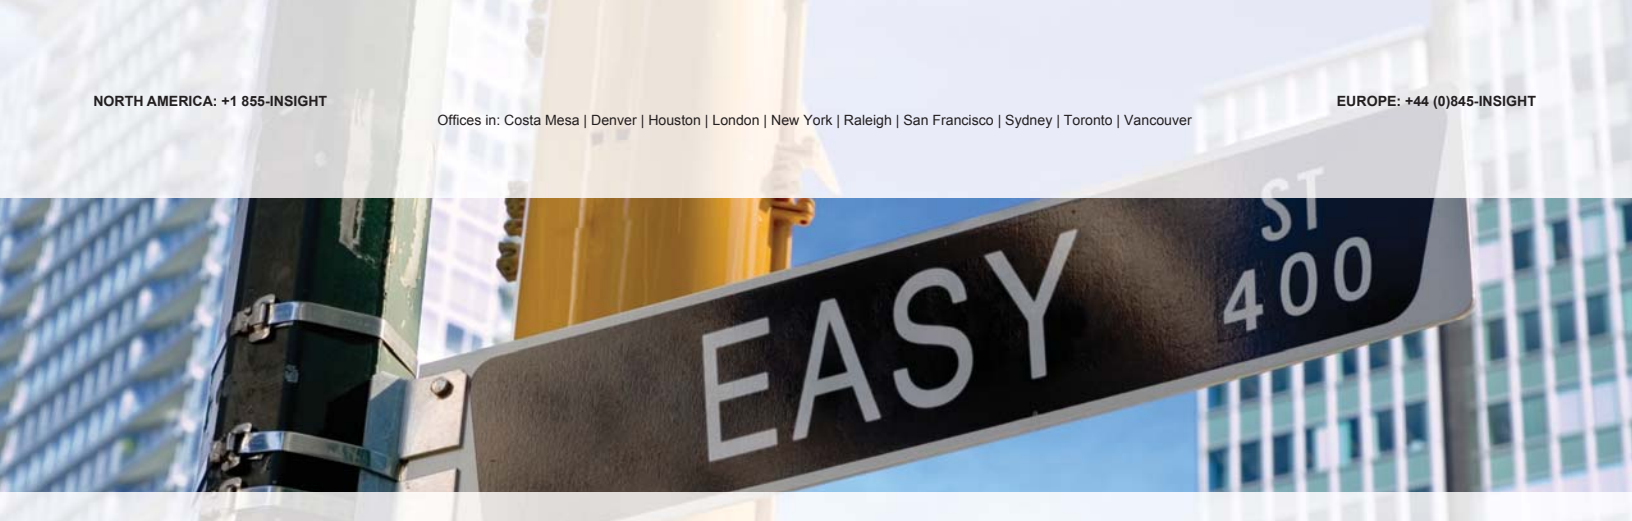 NORTH AMERICA: +1 855-INSIGHT
EUROPE: +44 (0)845-INSIGHT
Offices in: Costa Mesa | Denver | Houston | London | New York | Raleigh | San Francisco | Sydney | Toronto | Vancouver
EASY ST
400